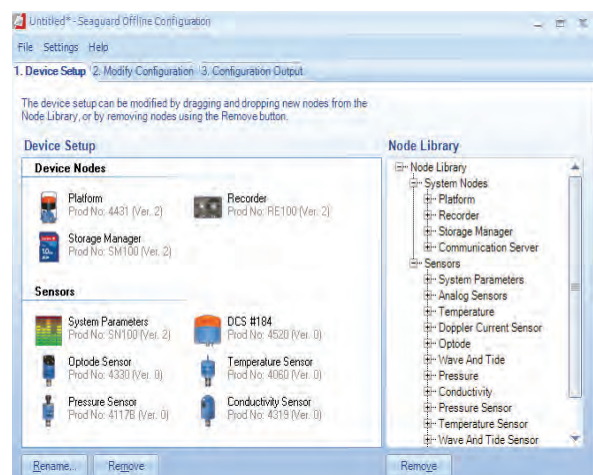 Untitled* - Seaguard Offline Configuration
File Settings Help
1. Device Setup 2. Modify Configuration 3. Configuration Output
The device setup can be modified by dragging and dropping new nodes from the
Node Library, or by removing nodes using the Remove button.
Device Setup
Device Nodes
Platform
Prod No: 4431 (Ver. 2)
Recorder
Prod No: RE100 (Ver. 2)
Storage Manager
Prod No: SM100 (Ver. 2)
Sensors
System Parameters
Prod No: SN100 (Ver. 2)
DCS #184
Prod No: 4520 (Ver. 0)
Optode Sensor
Prod No: 4330 (Ver. 0)
Temperature Sensor
Prod No: 4060 (Ver. 0)
Pressure Sensor
Prod No: 4117B (Ver. 0)
Conductivity Sensor
Prod No: 4319 (Ver. 0)
Rename... Remove
Node Library
Node Library
System Nodes
Platform
Recorder
Storage Manager
Communication Server
Sensors
System Parameters
Analog Sensors
Temperature
Doppler Current Sensor
Optode
Wave And Tide
Pressure
Conductivity
Pressure Sensor
Temperature Sensor
Wave And Tide Sensor
Remove